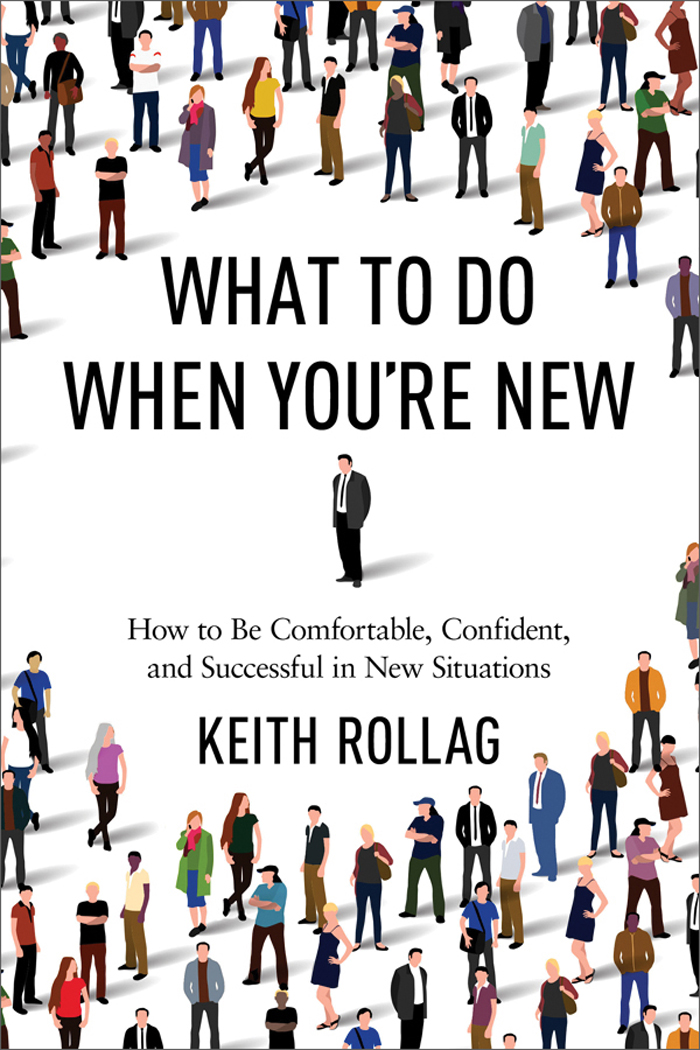 WHAT TO DO
WHEN YOU'RE NEW
How to Be Comfortable, Confident,
and Successful in New Situations
KEITH ROLLAG